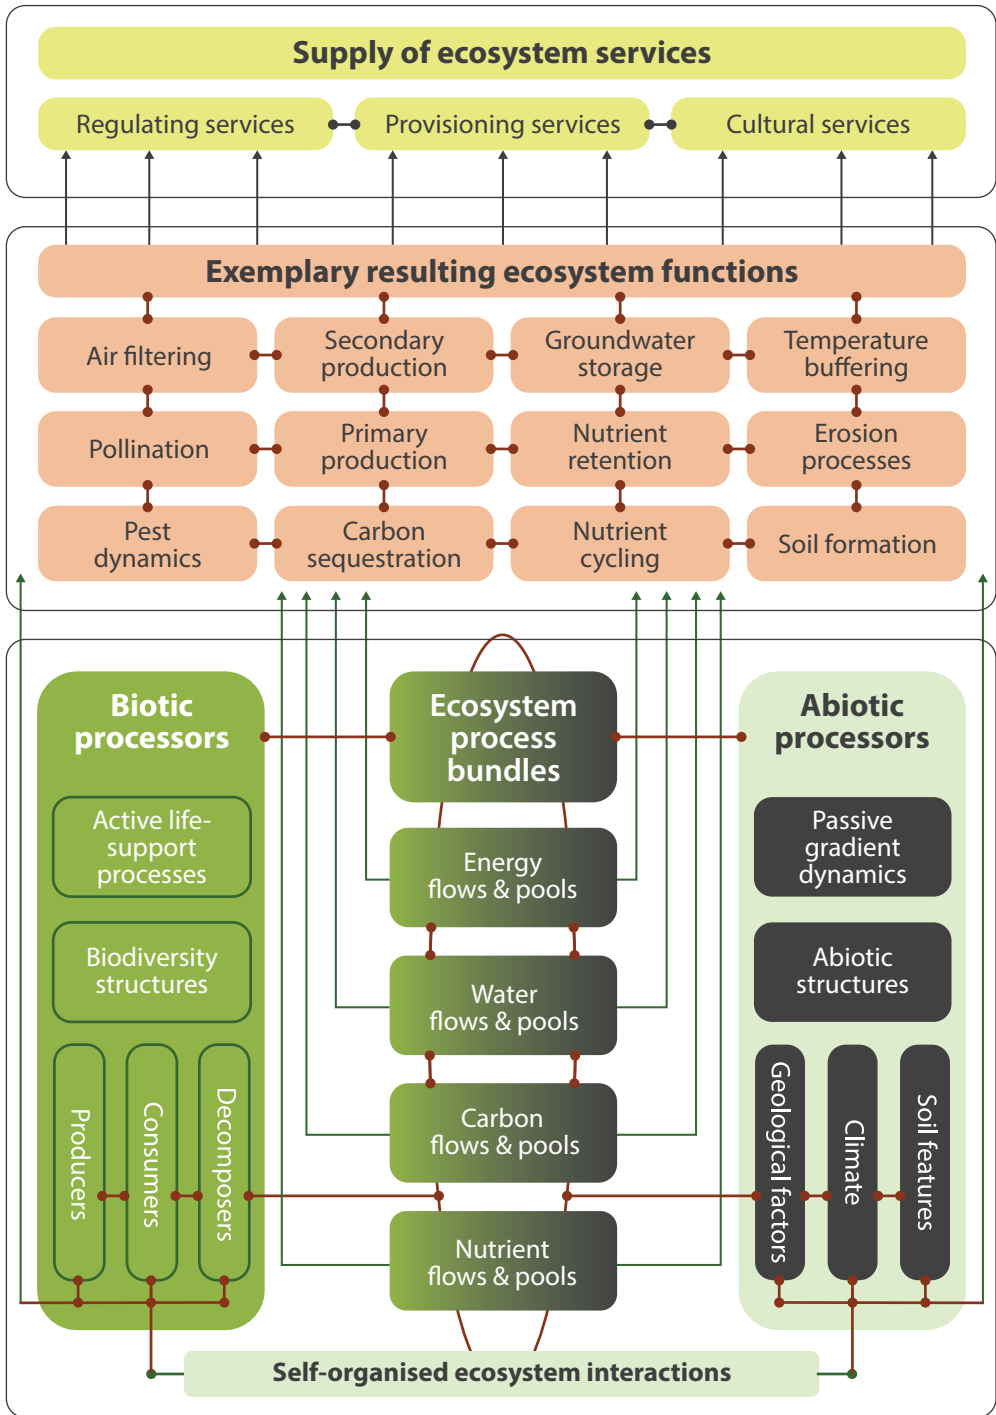 Supply of ecosystem services
Regulating services
Provisioning services
Cultural services
Exemplary resulting ecosystem functions
Air filtering
Secondary
production
Groundwater
storage
Temperature
buffering
Pollination
Primary
production
Nutrient
retention
Erosion
processes
Pest
dynamics
Carbon
sequestration
Nutrient
cycling
Soil formation
Biotic
processors
Active life-
support
processes
Biodiversity
structures
Producers
Consumers
Decomposers
Ecosystem
process
bundles
Energy
flows & pools
Water
flows & pools
Carbon
flows & pools
Nutrient
flows & pools
Abiotic
processors
Passive
gradient
dynamics
Abiotic
structures
Geological factors
Climate
Soil features
Self-organised ecosystem interactions